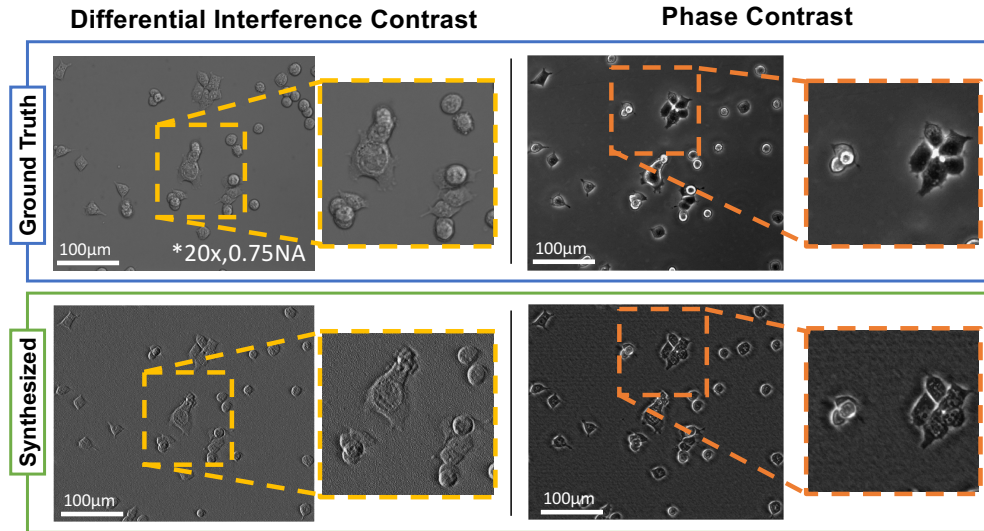 Differential Interference Contrast
Phase Contrast
Ground Truth
100µm
*20x,0.75NA
100µm
Synthesized
100µm
100µm